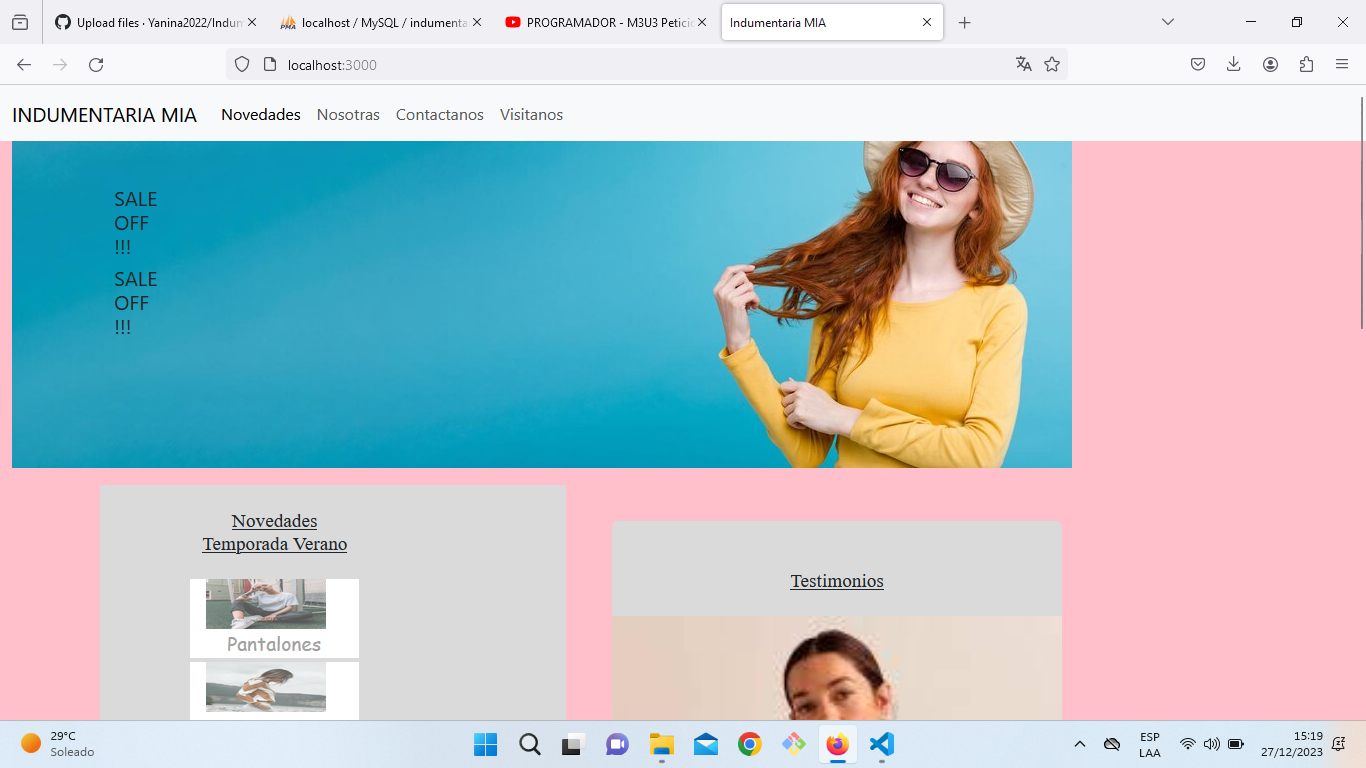 Upload files · Yanina2022/Indum
localhost / MySQL / indumenta
PROGRAMADOR - M3U3 Petici
Indumentaria MIA
localhost:3000
INDUMENTARIA MIA
Novedades
Nosotras
Contactanos
Visitanos
SALE
OFF
!!!
SALE
OFF
!!!
Novedades
Temporada Verano
Pantalones
Testimonios
29°C
Soleado
ESP
LAA
15:19
27/12/2023